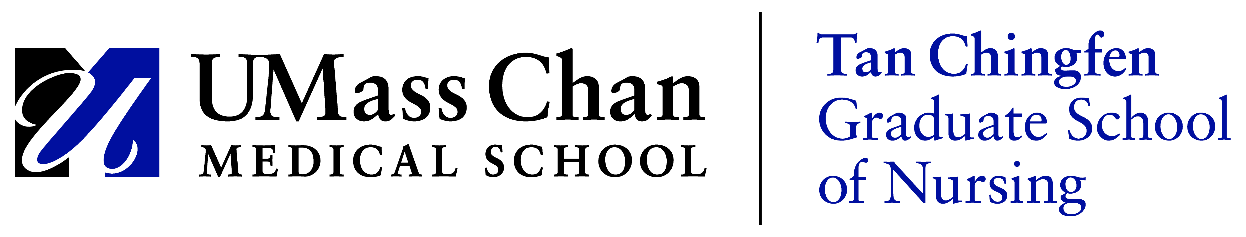 UMass Chan
MEDICAL SCHOOL
Tan Chingfen
Graduate School
of Nursing